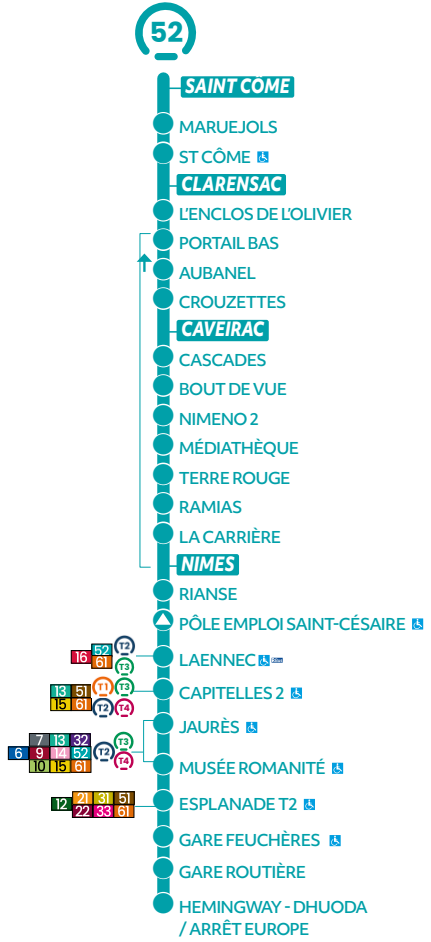 52
SAINT CÔME
MARUEJOLS
ST CÔME
CLARENSAC
L'ENCLOS DE L'OLIVIER
PORTAIL BAS
AUBANEL
CROUZETTES
CAVEIRAC
CASCADES
BOUT DE VUE
NIMENO 2
MÉDIATHÈQUE
TERRE ROUGE
RAMIAS
LA CARRIÈRE
NIMES
RIANSE
PÔLE EMPLOI SAINT-CÉSAIRE
16 52 61 T2 T3 LAENNEC
13 51 T1 T3
15 61 T2 T4
CAPITELLES 2
JAURÈS
7 13 32 T3
6 9 14 52 T2
10 15 61 T4
MUSÉE ROMANITÉ
21 31 51
12 22 33 61
ESPLANADE T2
GARE FEUCHÈRES
GARE ROUTIÈRE
HEMINGWAY - DHUODA
/ ARRÊT EUROPE